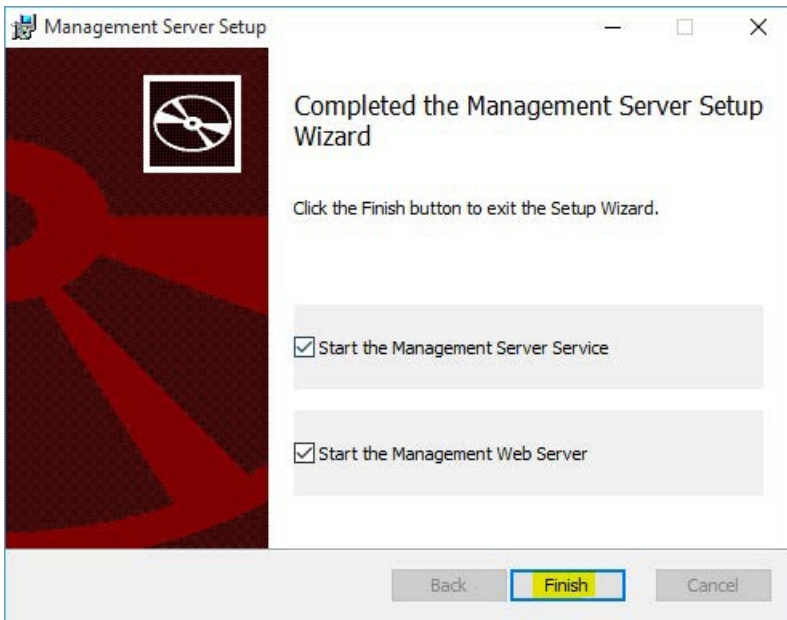 Management Server Setup
Completed the Management Server Setup
Wizard
Click the Finish button to exit the Setup Wizard.
Start the Management Server Service
Start the Management Web Server
Back
Finish
Cancel